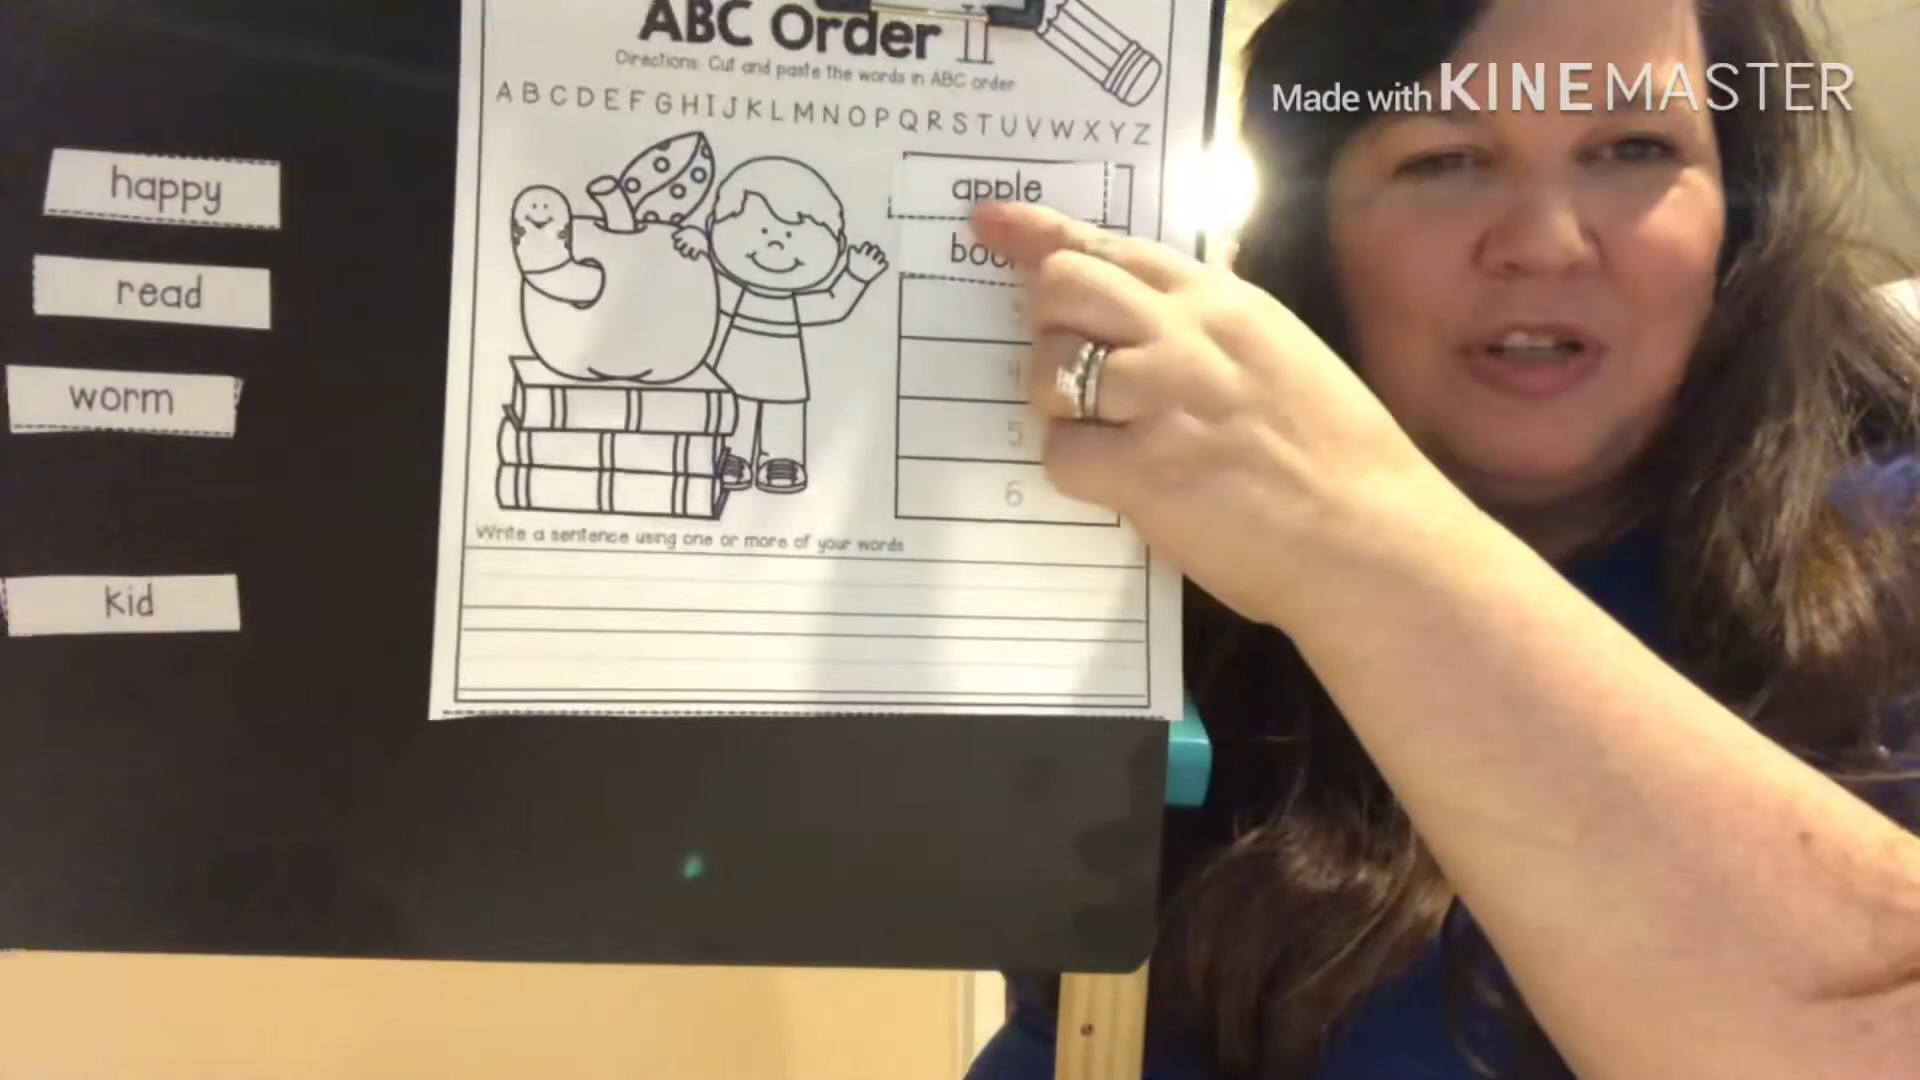 ABC Order II
Directions: Cut and paste the words in ABC order
A B C D E F G H I J K L M N O P Q R S T U V W X Y Z
Made with KINEMASTER
happy
read
worm
kid
apple
5
6
Write a sentence using one or more of your words